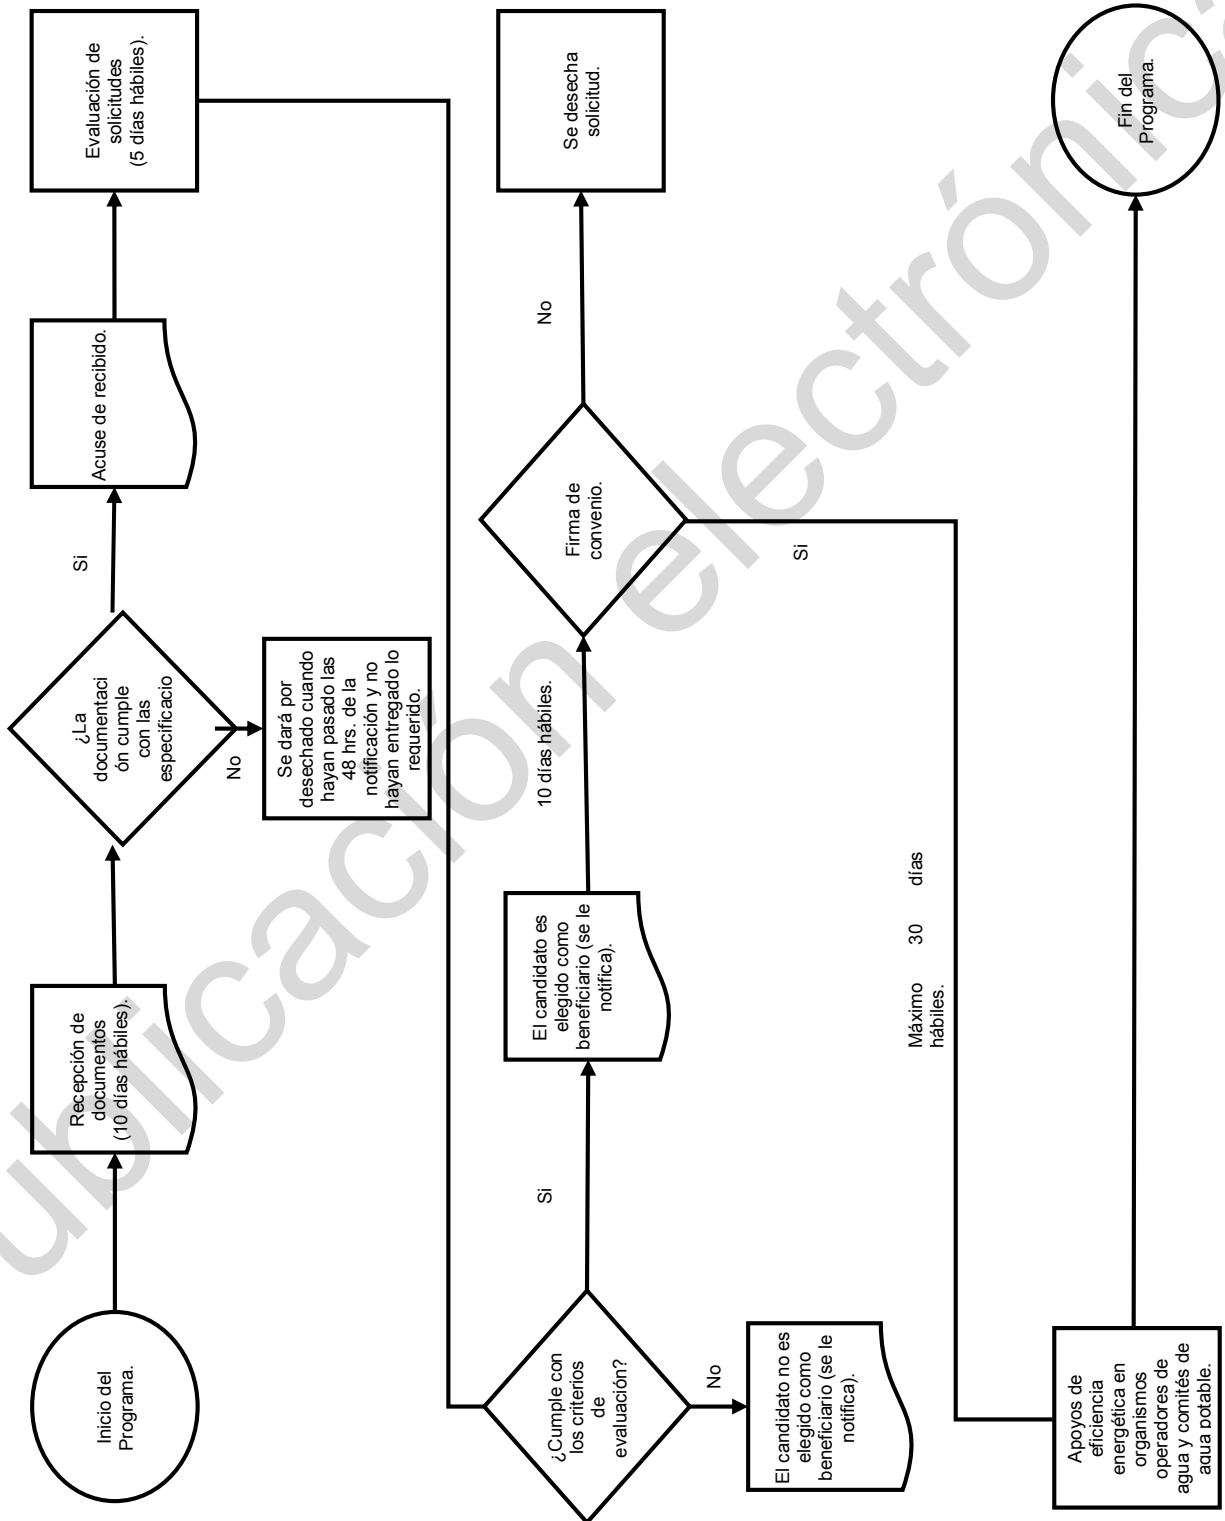 Inicio del
Programa.
Recepción de
documentos
(10 días hábiles).
¿La
documentaci
ón cumple
con las
especificacio
Si
No
Se dará por
desechado cuando
hayan pasado las
48 hrs. de la
notificación y no
hayan entregado lo
requerido.
Acuse de recibido.
Evaluación de
solicitudes
(5 días hábiles).
¿Cumple con
los criterios
de
evaluación?
No
El candidato no es
elegido como
beneficiario (se le
notifica).
Si
El candidato es
elegido como
beneficiario (se le
notifica).
10 días hábiles.
Firma de
convenio.
No
Se desecha
solicitud.
Si
Máximo 30 días
hábiles.
Apoyos de
eficiencia
energética en
organismos
operadores de
agua y comités de
agua potable.
Fin del
Programa.
ublicación electrónica